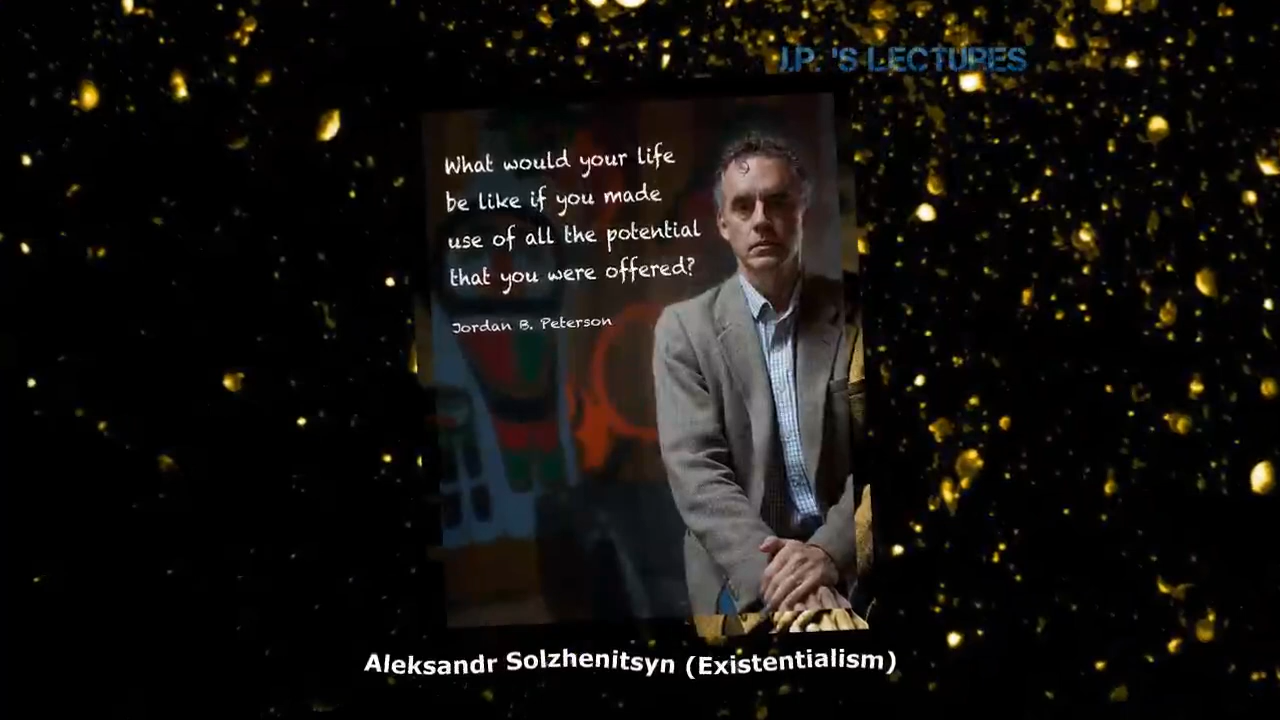 J.P. 'S LECTURES
What would your life
be like if you made
use of all the potential
that you were offered?
Jordan B. Peterson
Aleksandr Solzhenitsyn (Existentialism)